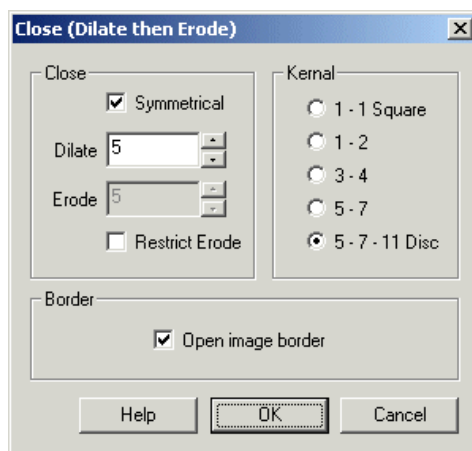 Close (Dilate then Erode)
Close
Symmetrical
Dilate 5
Erode 5
Restrict Erode
Kernal
1 - 1 Square
1 - 2
3 - 4
5 - 7
5 - 7 - 11 Disc
Border
Open image border
Help OK Cancel